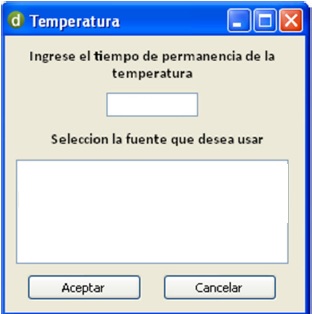 Temperatura
Ingrese el tiempo de permanencia de la
temperatura
Seleccion la fuente que desea usar
Aceptar Cancelar